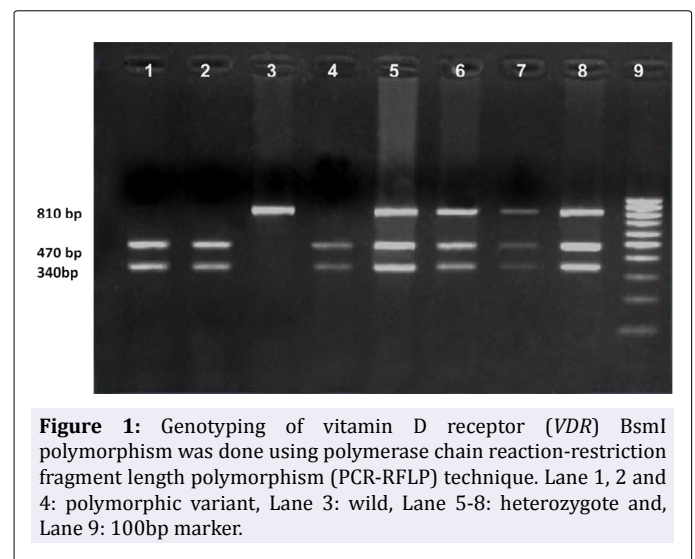 1 2 3 4 5 6 7 8 9
810 bp
470 bp
340bp
Figure 1: Genotyping of vitamin D receptor (VDR) BsmI
polymorphism was done using polymerase chain reaction-restriction
fragment length polymorphism (PCR-RFLP) technique. Lane 1, 2 and
4: polymorphic variant, Lane 3: wild, Lane 5-8: heterozygote and,
Lane 9: 100bp marker.